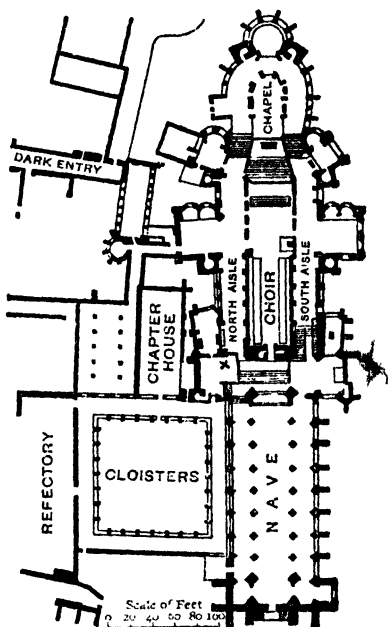 CHAPEL
DARK ENTRY
NORTH AISLE
CHOIR
SOUTH AISLE
CHAPTER
HOUSE
X
REFECTORY
CLOISTERS
NAVE
Scale of Feet
0 20 40 60 80 100